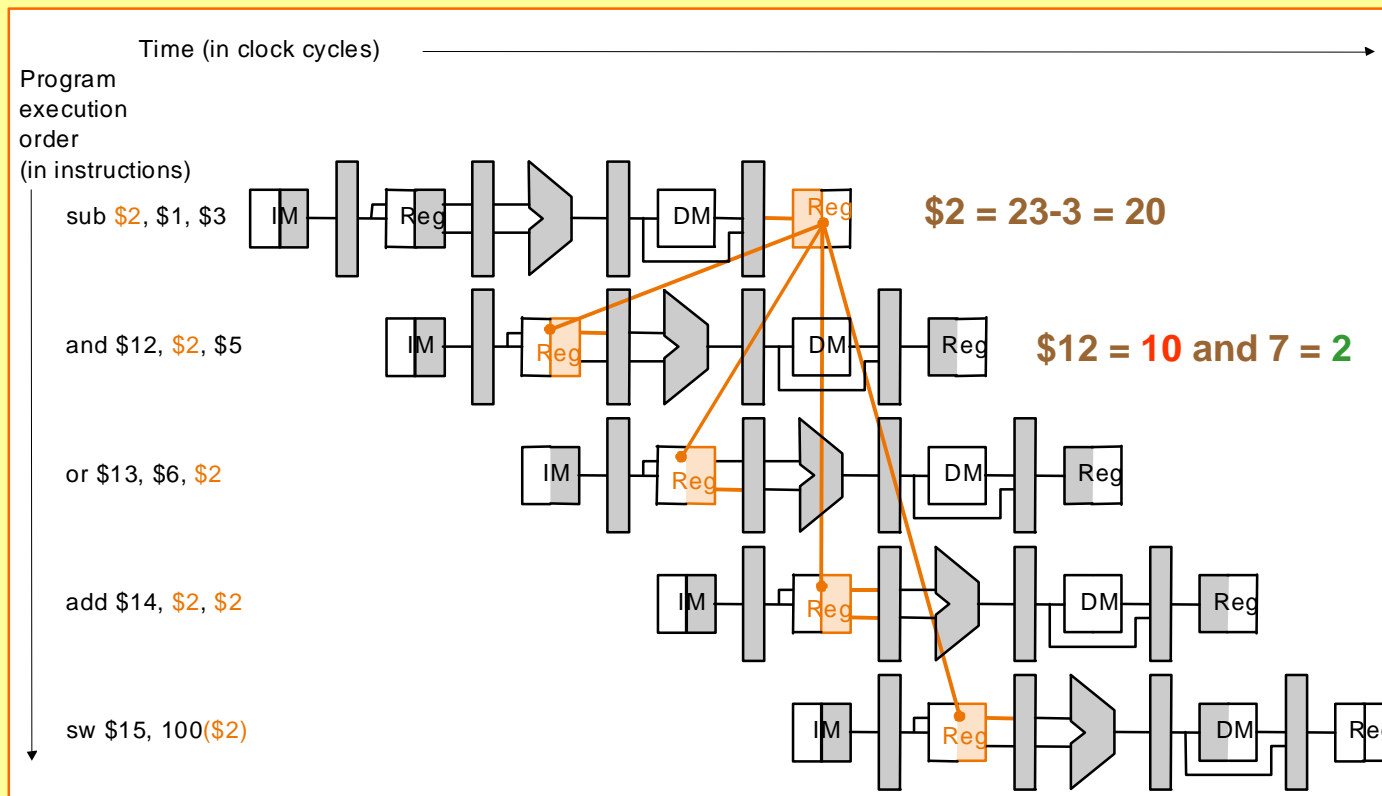 Time (in clock cycles)
Program
execution
order
(in instructions)
sub $2, $1, $3
IM
Reg
DM
Reg
$2 = 23-3 = 20
and $12, $2, $5
IM
Reg
DM
Reg
$12 = 10 and 7 = 2
or $13, $6, $2
IM
Reg
DM
Reg
add $14, $2, $2
IM
Reg
DM
Reg
sw $15, 100($2)
IM
Reg
DM
Re